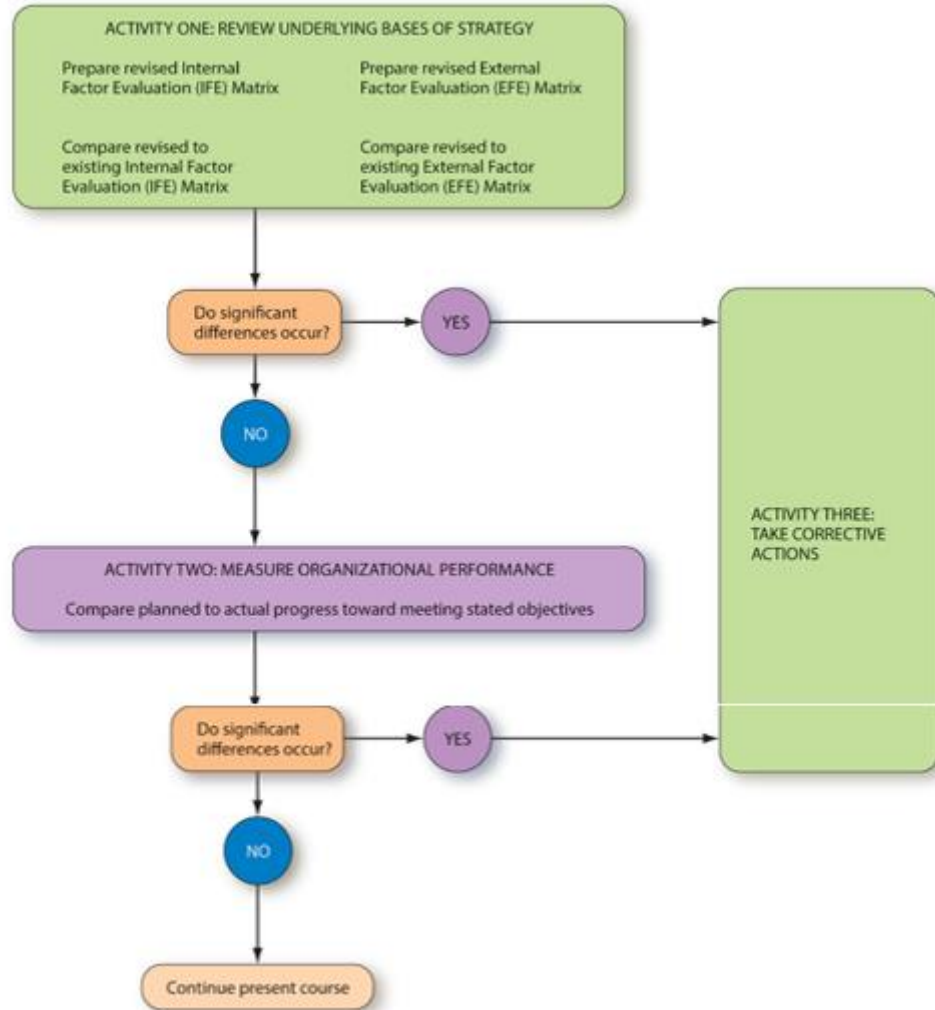 ACTIVITY ONE: REVIEW UNDERLYING BASES OF STRATEGY
Prepare revised Internal
Factor Evaluation (IFE) Matrix
Prepare revised External
Factor Evaluation (EFE) Matrix
Compare revised to
existing Internal Factor
Evaluation (IFE) Matrix
Compare revised to
existing External Factor
Evaluation (EFE) Matrix
Do significant
differences occur?
YES
NO
ACTIVITY THREE:
TAKE CORRECTIVE
ACTIONS
ACTIVITY TWO: MEASURE ORGANIZATIONAL PERFORMANCE
Compare planned to actual progress toward meeting stated objectives
Do significant
differences occur?
YES
NO
Continue present course